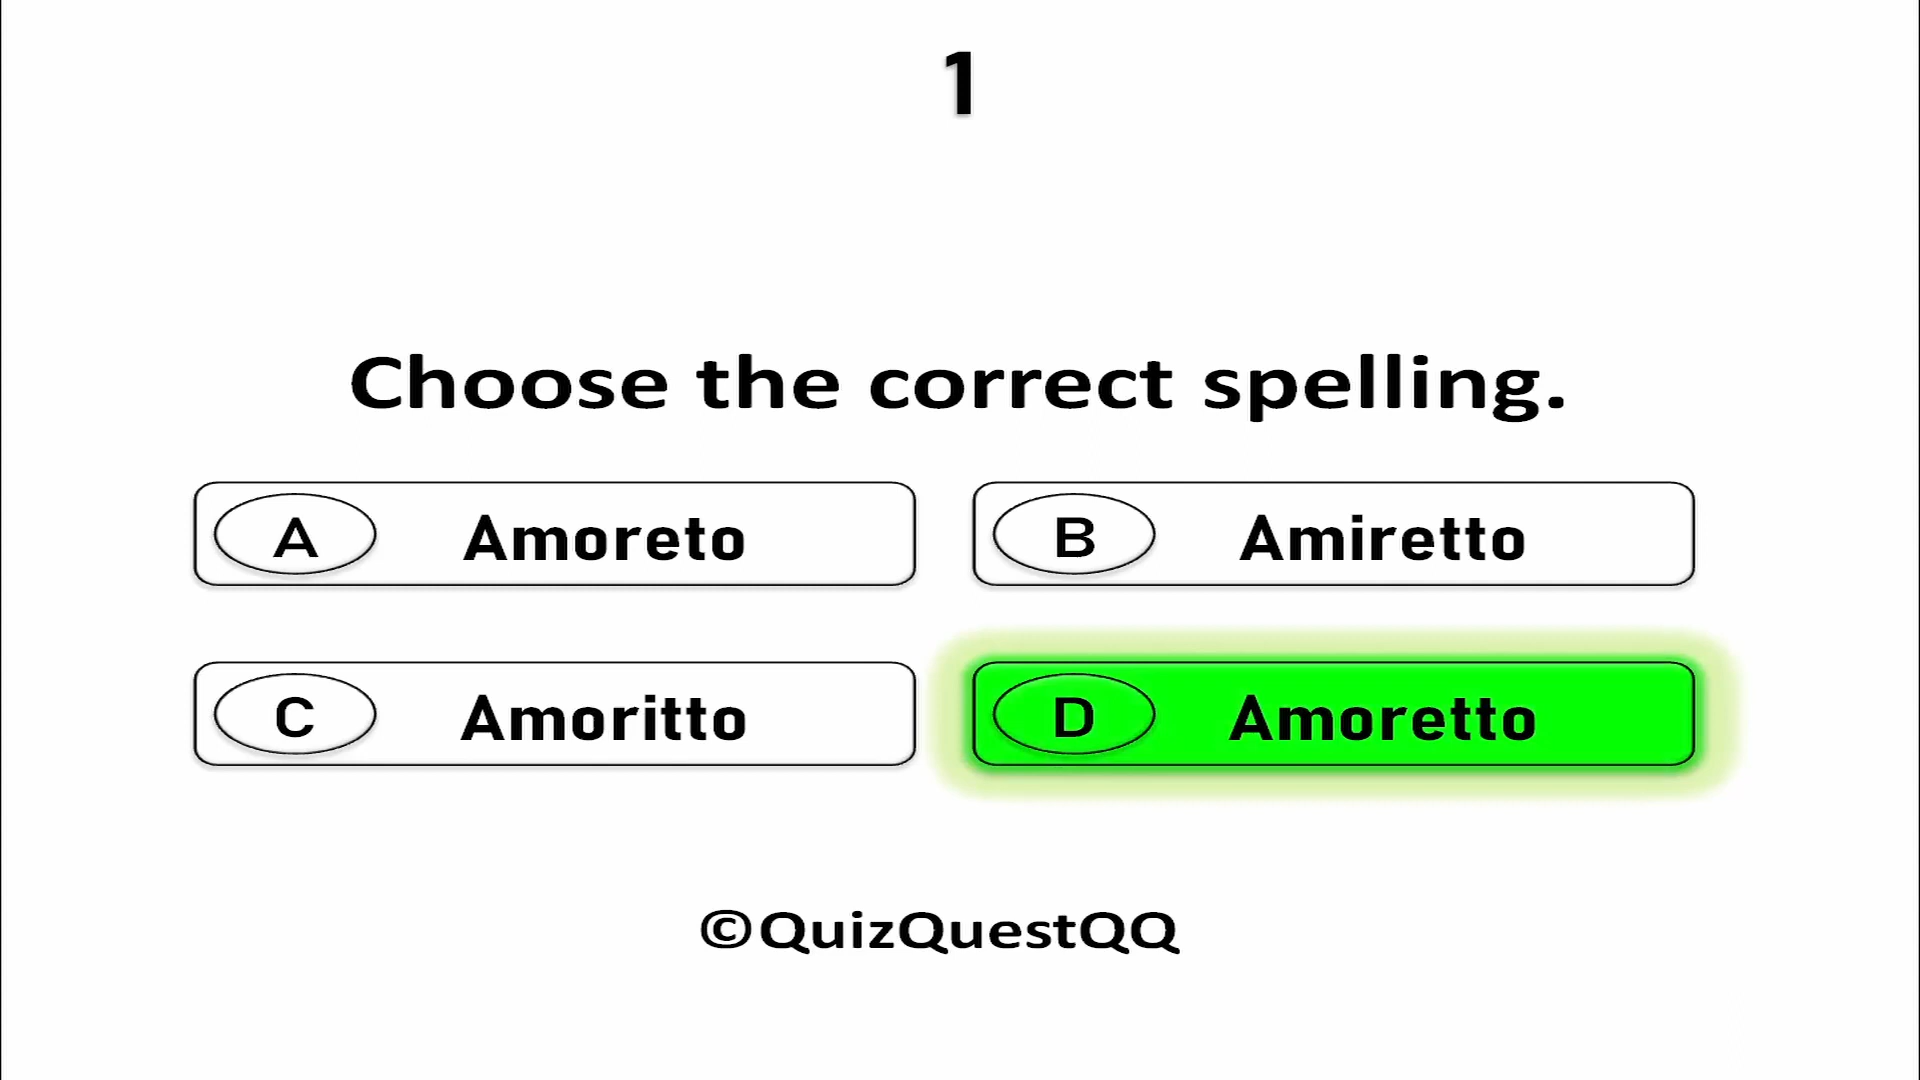 1
Choose the correct spelling.
A Amoreto
B Amiretto
C Amoritto
D Amoretto
©QuizQuestQQ